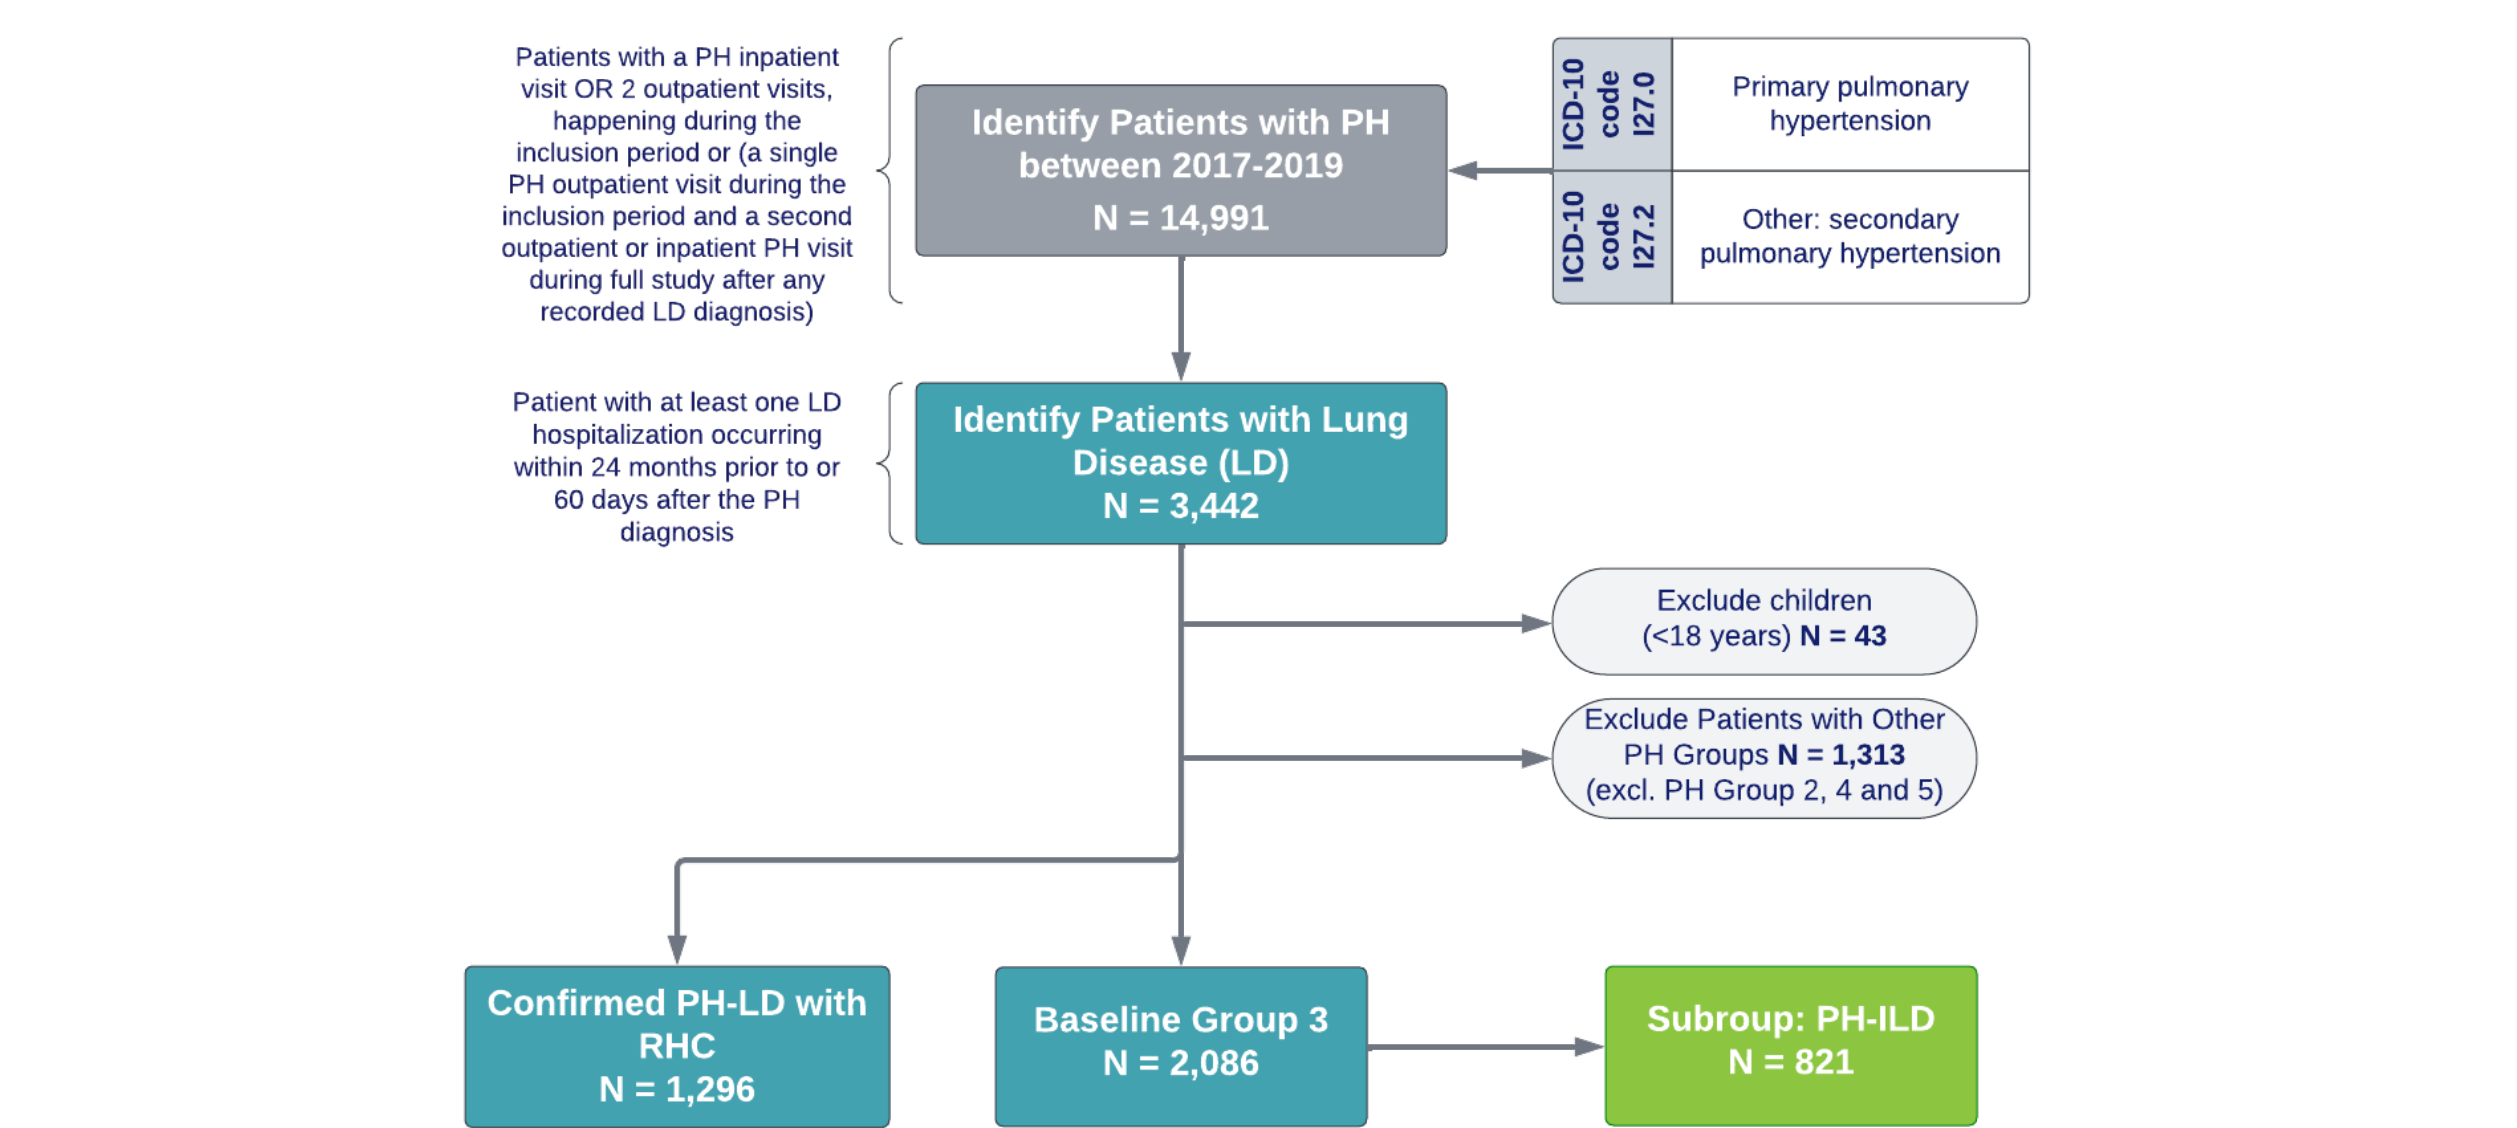 Patients with a PH inpatient
visit OR 2 outpatient visits,
happening during the
inclusion period or (a single
PH outpatient visit during the
inclusion period and a second
outpatient or inpatient PH visit
during full study after any
recorded LD diagnosis)
Identify Patients with PH
between 2017-2019
N = 14,991
ICD-10
code
I27.0
Primary pulmonary
hypertension
ICD-10
code
I27.2
Other: secondary
pulmonary hypertension
Patient with at least one LD
hospitalization occurring
within 24 months prior to or
60 days after the PH
diagnosis
Identify Patients with Lung
Disease (LD)
N = 3,442
Exclude children
(<18 years) N = 43
Exclude Patients with Other
PH Groups N = 1,313
(excl. PH Group 2, 4 and 5)
Confirmed PH-LD with
RHC
N = 1,296
Baseline Group 3
N = 2,086
Subroup: PH-ILD
N = 821